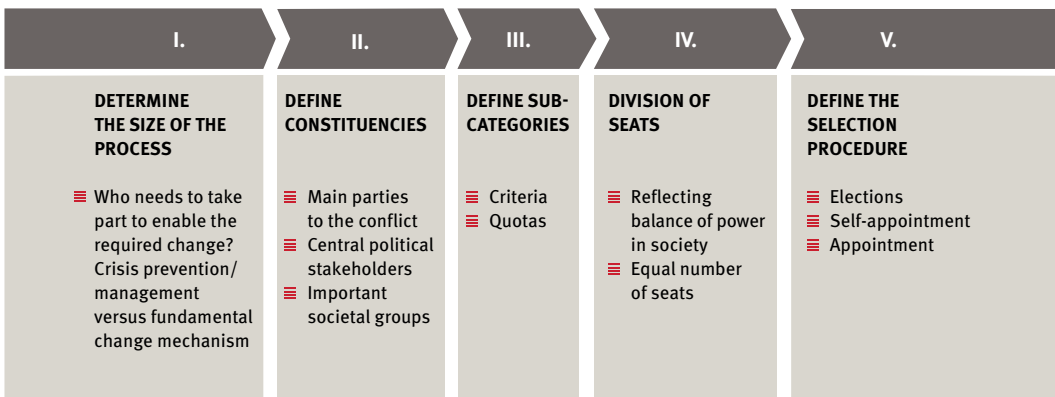 I.
II.
III.
IV.
V.
DETERMINE
THE SIZE OF THE
PROCESS
Who needs to take
part to enable the
required change?
Crisis prevention/
management
versus fundamental
change mechanism
DEFINE
CONSTITUENCIES
Main parties
to the conflict
Central political
stakeholders
Important
societal groups
DEFINE SUB-
CATEGORIES
Criteria
Quotas
DIVISION OF
SEATS
Reflecting
balance of power
in society
Equal number
of seats
DEFINE THE
SELECTION
PROCEDURE
Elections
Self-appointment
Appointment